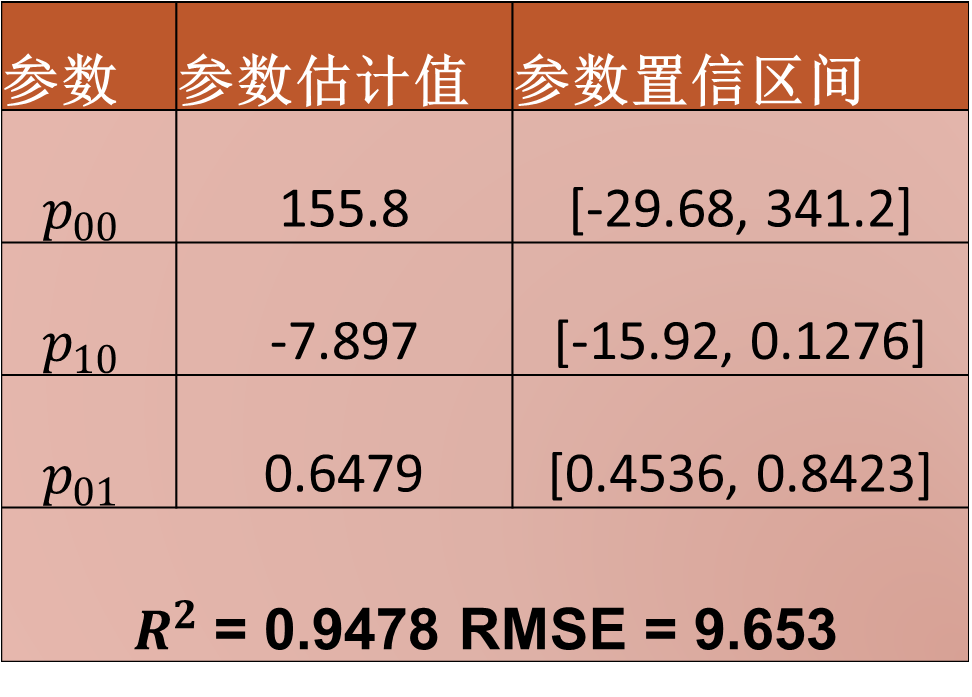 参数 参数估计值 参数置信区间
p₀₀ 155.8 [-29.68, 341.2]
p₁₀ -7.897 [-15.92, 0.1276]
p₀₁ 0.6479 [0.4536, 0.8423]
R² = 0.9478 RMSE = 9.653